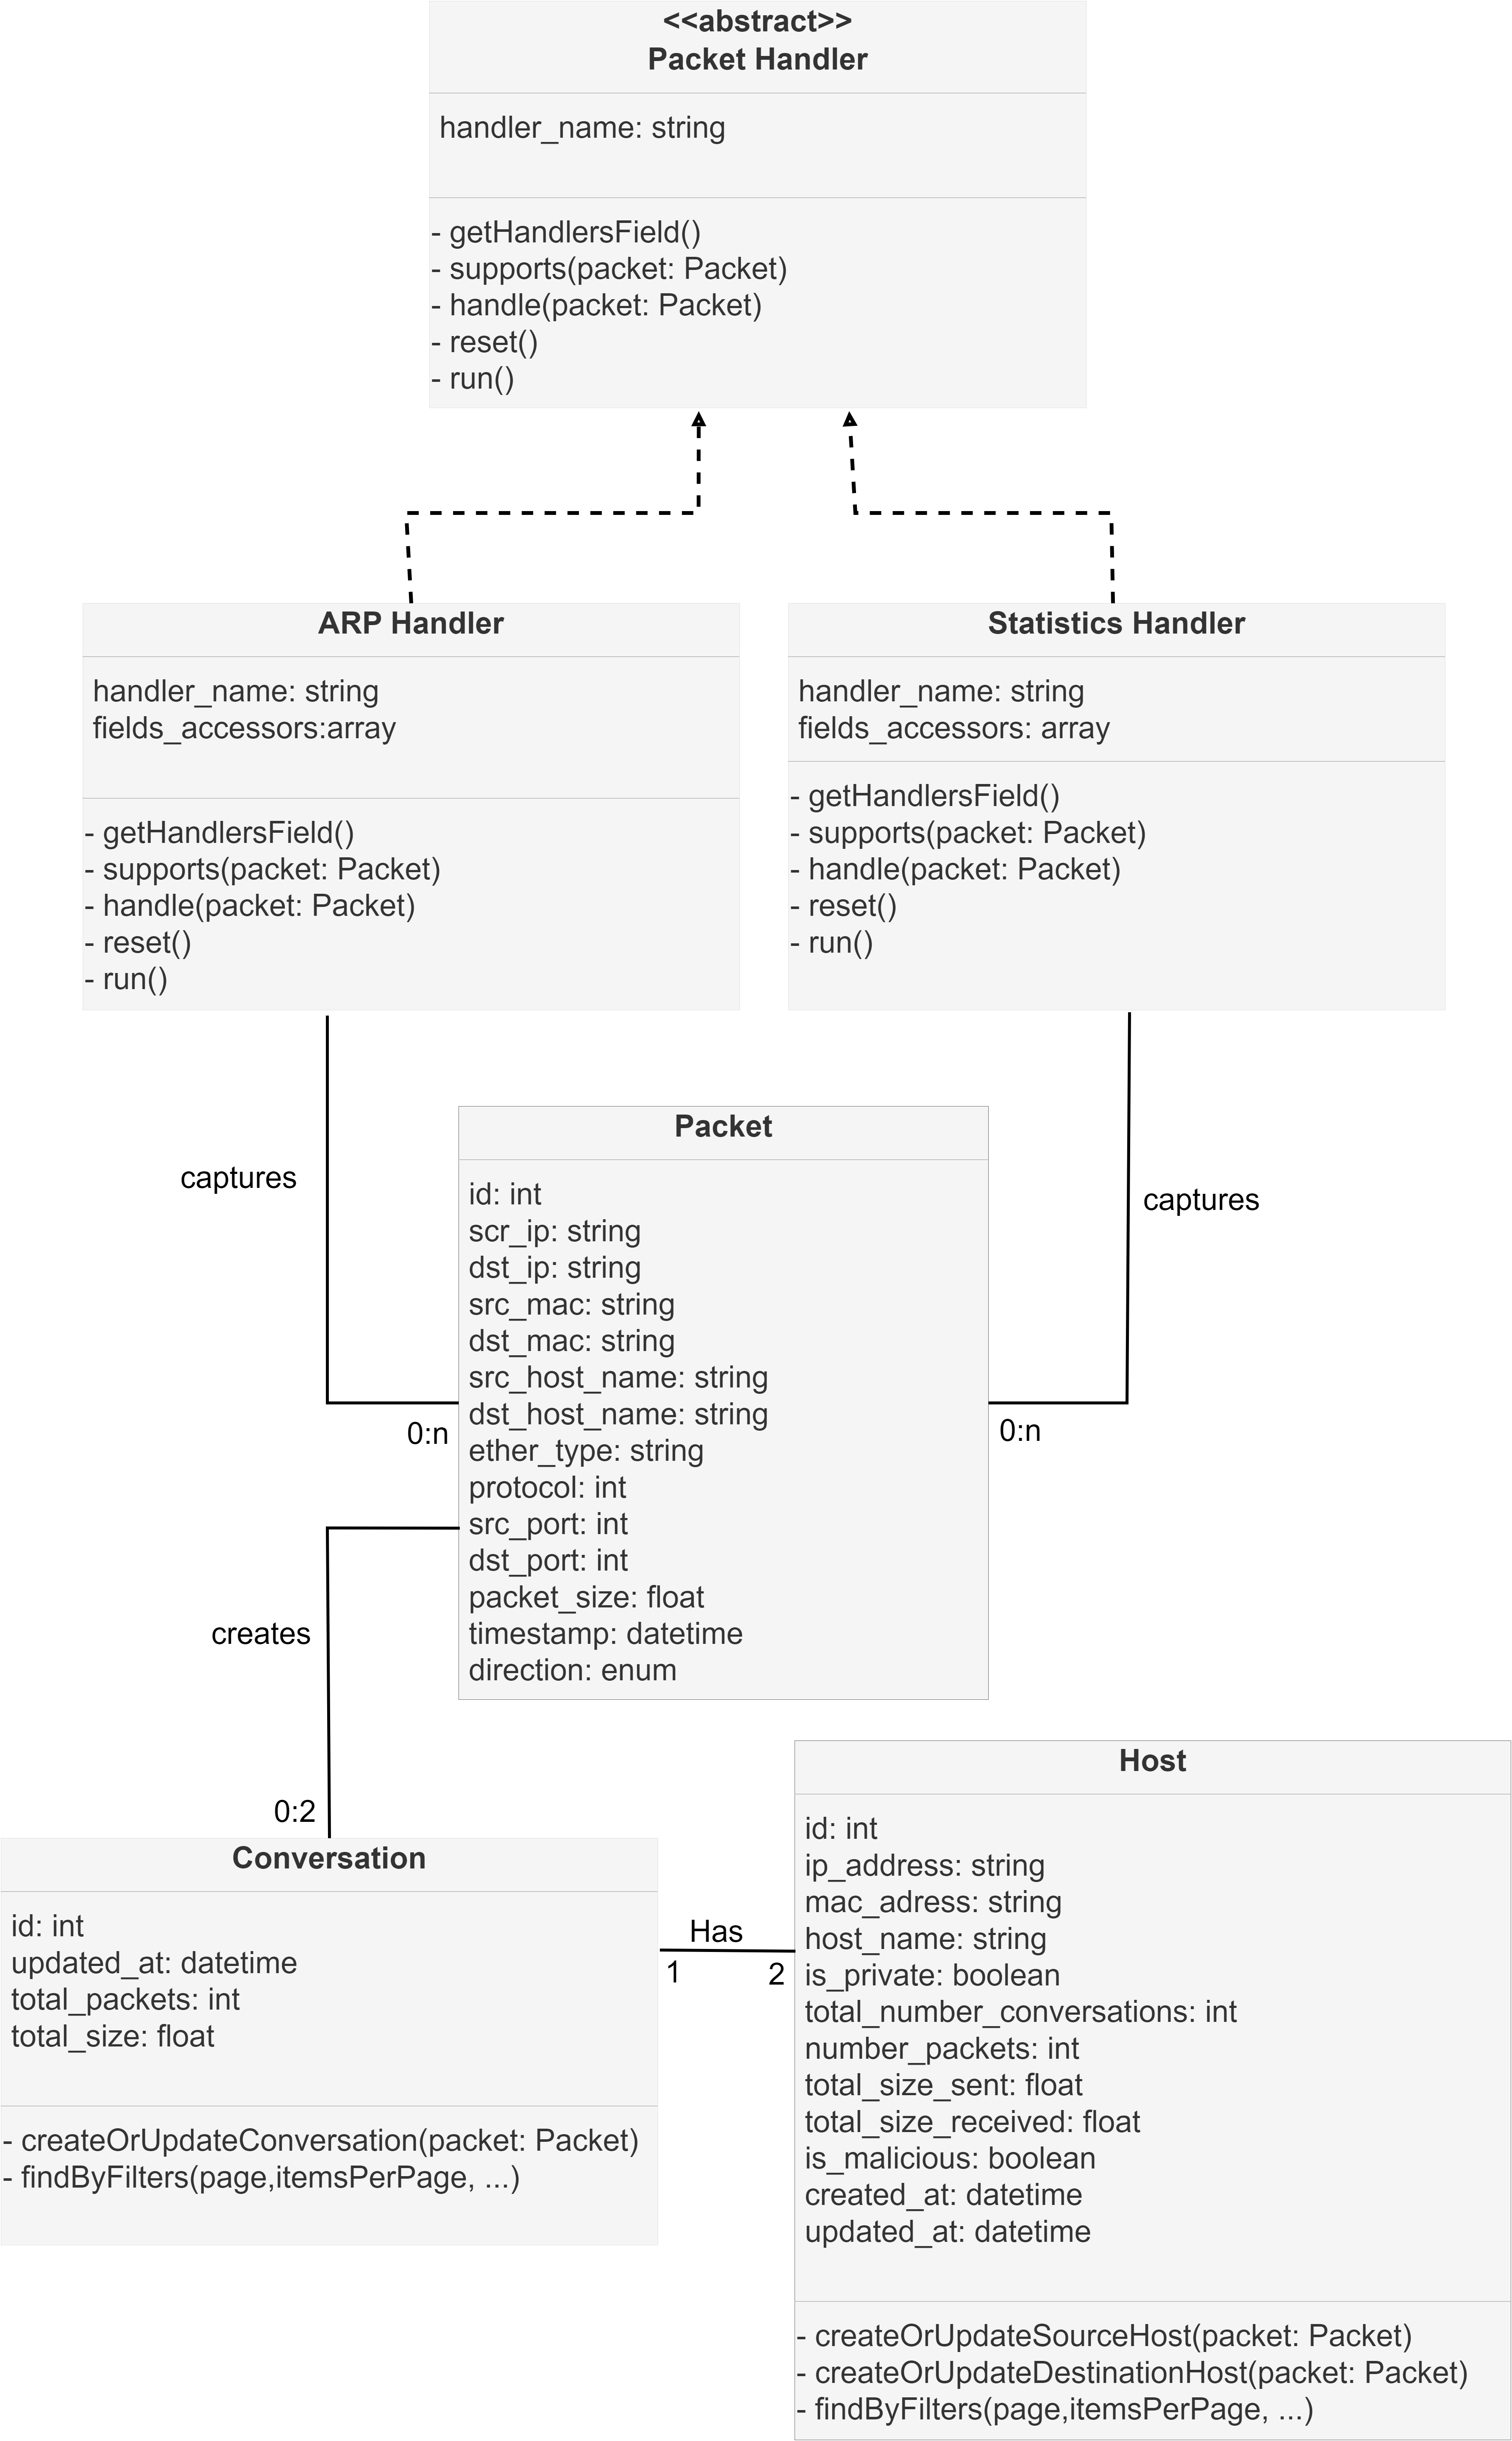 <<abstract>>
Packet Handler
handler_name: string
- getHandlersField()
- supports(packet: Packet)
- handle(packet: Packet)
- reset()
- run()
ARP Handler
handler_name: string
fields_accessors:array
- getHandlersField()
- supports(packet: Packet)
- handle(packet: Packet)
- reset()
- run()
Statistics Handler
handler_name: string
fields_accessors: array
- getHandlersField()
- supports(packet: Packet)
- handle(packet: Packet)
- reset()
- run()
captures
captures
0:n
0:n
Packet
id: int
scr_ip: string
dst_ip: string
src_mac: string
dst_mac: string
src_host_name: string
dst_host_name: string
ether_type: string
protocol: int
src_port: int
dst_port: int
packet_size: float
timestamp: datetime
direction: enum
creates
0:2
Conversation
id: int
updated_at: datetime
total_packets: int
total_size: float
- createOrUpdateConversation(packet: Packet)
- findByFilters(page,itemsPerPage, ...)
Has
1
2
Host
id: int
ip_address: string
mac_adress: string
host_name: string
is_private: boolean
total_number_conversations: int
number_packets: int
total_size_sent: float
total_size_received: float
is_malicious: boolean
created_at: datetime
updated_at: datetime
- createOrUpdateSourceHost(packet: Packet)
- createOrUpdateDestinationHost(packet: Packet)
- findByFilters(page,itemsPerPage, ...)